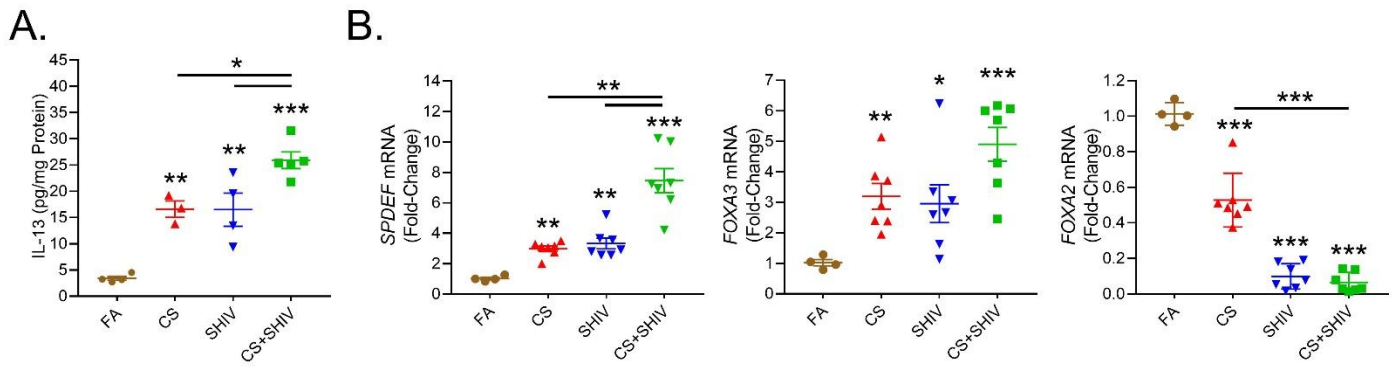 A.
B.
IL-13 (pg/mg Protein)
45
40
35
30
25
20
15
10
5
0
**
**
***
*
FA
CS
SHIV
CS+SHIV
SPDEF mRNA
(Fold-Change)
14
12
10
8
6
4
2
0
**
**
***
**
FA
CS
SHIV
CS+SHIV
FOXA3 mRNA
(Fold-Change)
7
6
5
4
3
2
1
0
**
*
***
FA
CS
SHIV
CS+SHIV
FOXA2 mRNA
(Fold-Change)
1.2
1.0
0.8
0.6
0.4
0.2
0.0
***
***
***
***
FA
CS
SHIV
CS+SHIV